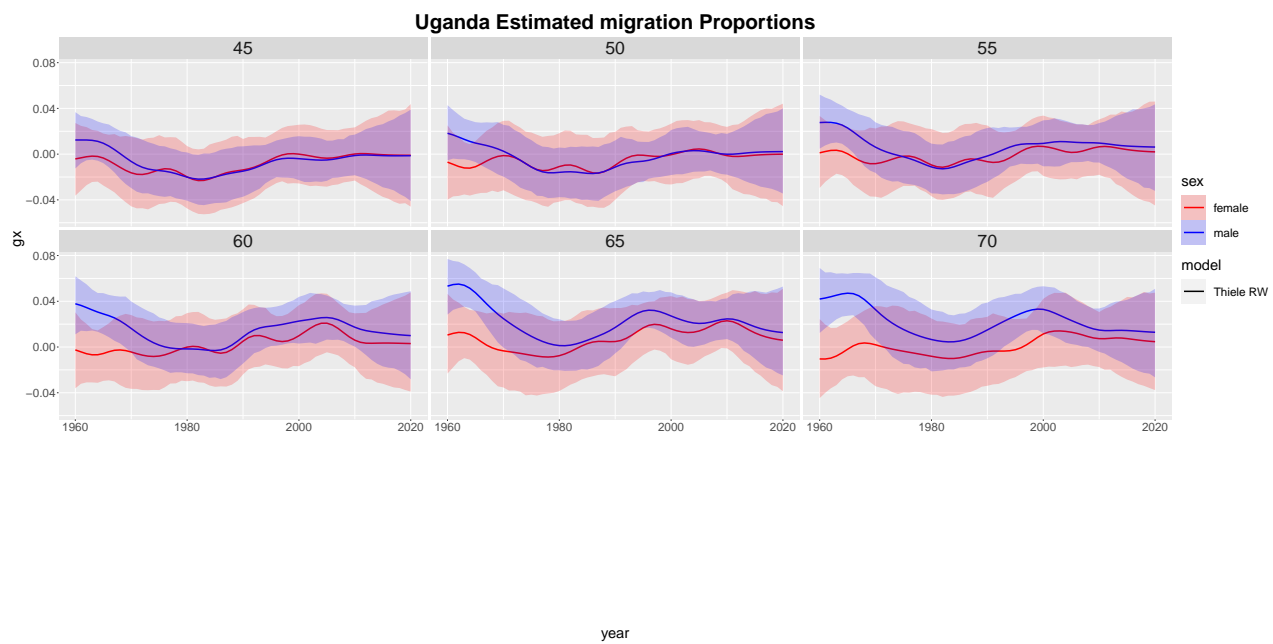 Uganda Estimated migration Proportions
45 50 55
0.08
0.04
0.00
−0.04
60 65 70
0.08
0.04
0.00
−0.04
1960 1980 2000 2020 1960 1980 2000 2020 1960 1980 2000 2020
gx
year
sex
female
male
model
Thiele RW